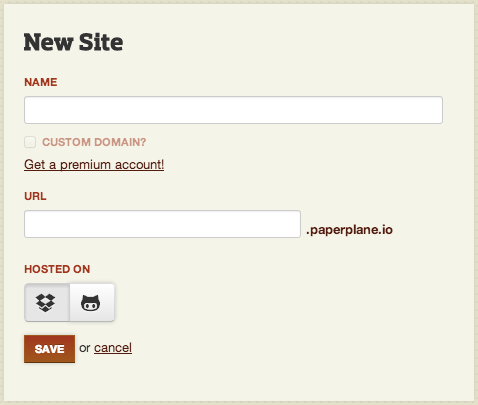 New Site
NAME
CUSTOM DOMAIN?
Get a premium account!
URL
.paperplane.io
HOSTED ON
SAVE or cancel